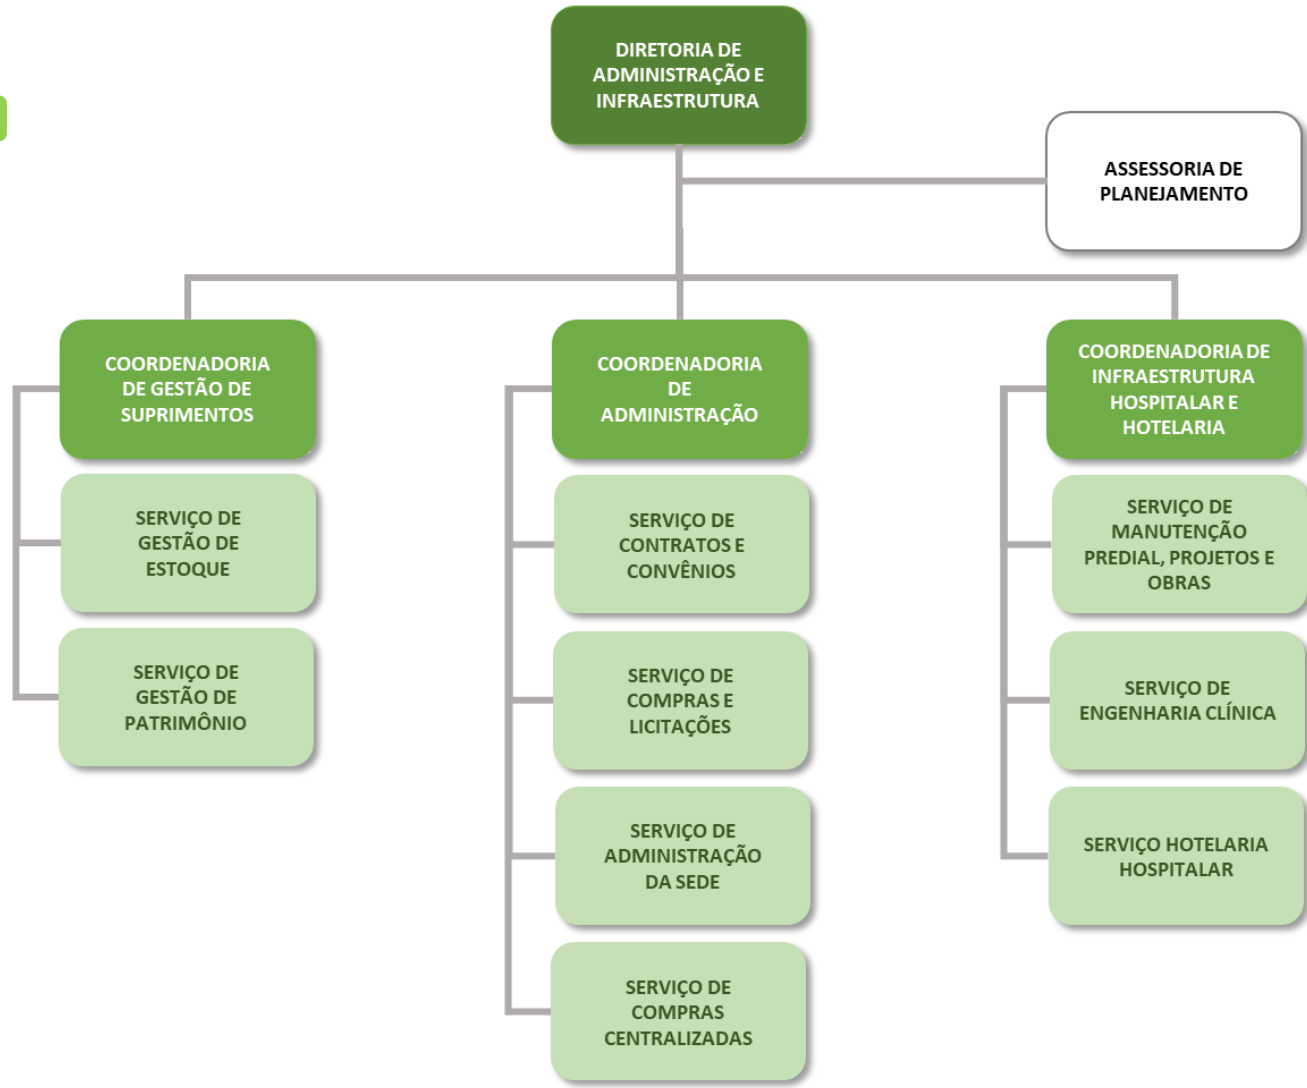 DIRETORIA DE
ADMINISTRAÇÃO E
INFRAESTRUTURA
ASSESSORIA DE
PLANEJAMENTO
COORDENADORIA
DE GESTÃO DE
SUPRIMENTOS
SERVIÇO DE
GESTÃO DE
ESTOQUE
SERVIÇO DE
GESTÃO DE
PATRIMÔNIO
COORDENADORIA
DE
ADMINISTRAÇÃO
SERVIÇO DE
CONTRATOS E
CONVÊNIOS
SERVIÇO DE
COMPRAS E
LICITAÇÕES
SERVIÇO DE
ADMINISTRAÇÃO
DA SEDE
SERVIÇO DE
COMPRAS
CENTRALIZADAS
COORDENADORIA DE
INFRAESTRUTURA
HOSPITALAR E
HOTELARIA
SERVIÇO DE
MANUTENÇÃO
PREDIAL, PROJETOS E
OBRAS
SERVIÇO DE
ENGENHARIA CLÍNICA
SERVIÇO HOTELARIA
HOSPITALAR